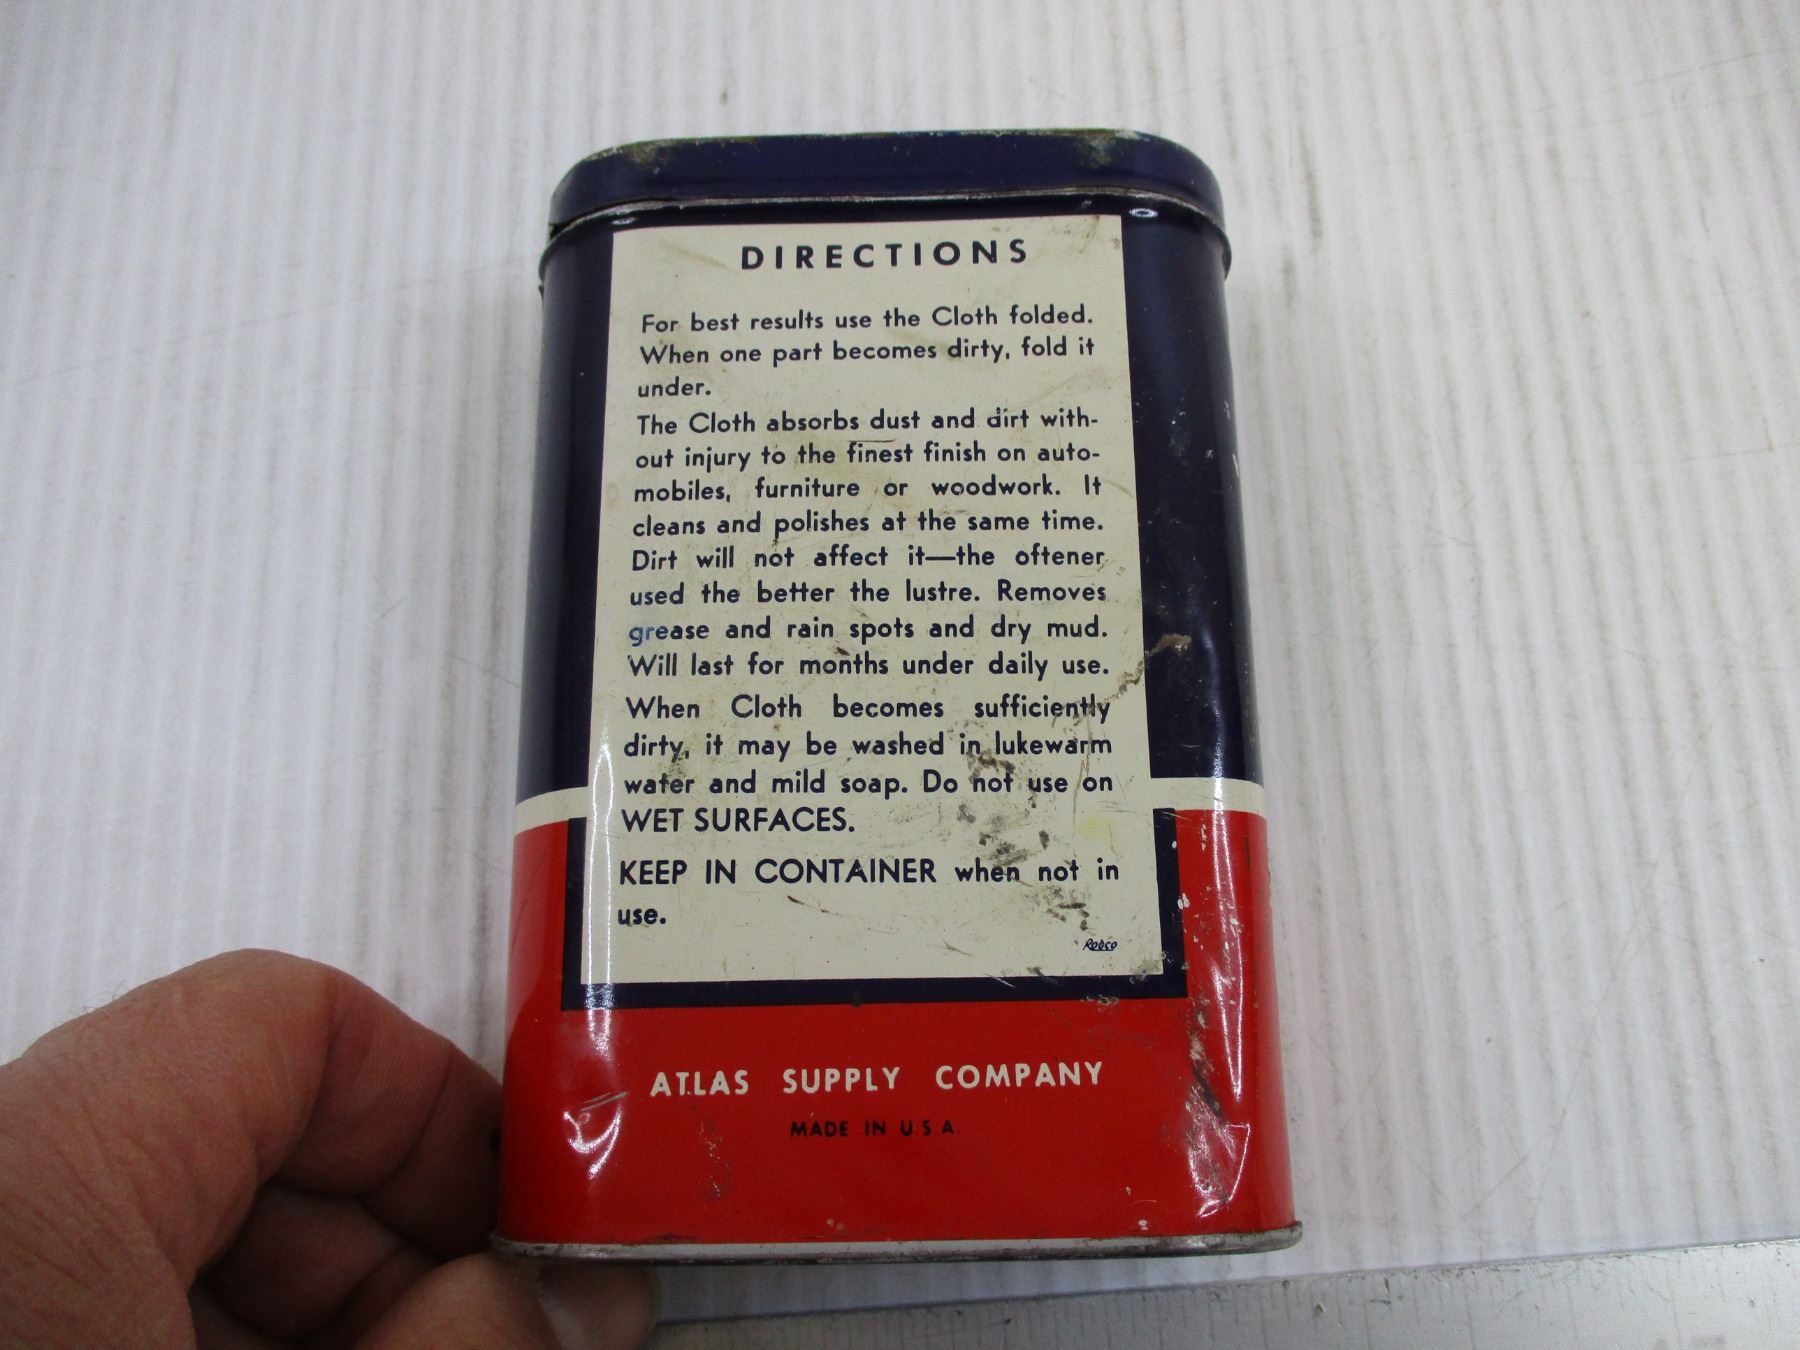 DIRECTIONS
For best results use the Cloth folded.
When one part becomes dirty, fold it
under.
The Cloth absorbs dust and dirt with-
out injury to the finest finish on auto-
mobiles, furniture or woodwork. It
cleans and polishes at the same time.
Dirt will not affect it—the oftener
used the better the lustre. Removes
grease and rain spots and dry mud.
Will last for months under daily use.
When Cloth becomes sufficiently
dirty, it may be washed in lukewarm
water and mild soap. Do not use on
WET SURFACES.
KEEP IN CONTAINER when not in
use.
ATLAS SUPPLY COMPANY
MADE IN U.S.A.